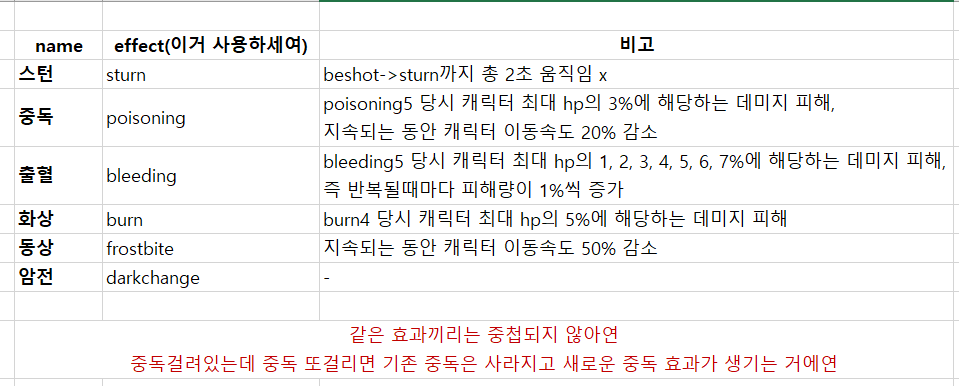 name effect(이거 사용하세여) 비고
스턴 sturn beshot->sturn까지 총 2초 움직임 x
중독 poisoning poisoning5 당시 캐릭터 최대 hp의 3%에 해당하는 데미지 피해,
지속되는 동안 캐릭터 이동속도 20% 감소
출혈 bleeding bleeding5 당시 캐릭터 최대 hp의 1, 2, 3, 4, 5, 6, 7%에 해당하는 데미지 피해,
즉 반복될때마다 피해량이 1%씩 증가
화상 burn burn4 당시 캐릭터 최대 hp의 5%에 해당하는 데미지 피해
동상 frostbite 지속되는 동안 캐릭터 이동속도 50% 감소
암전 darkchange -
같은 효과끼리는 중첩되지 않아연
중독걸려있는데 중독 또걸리면 기존 중독은 사라지고 새로운 중독 효과가 생기는 거에연